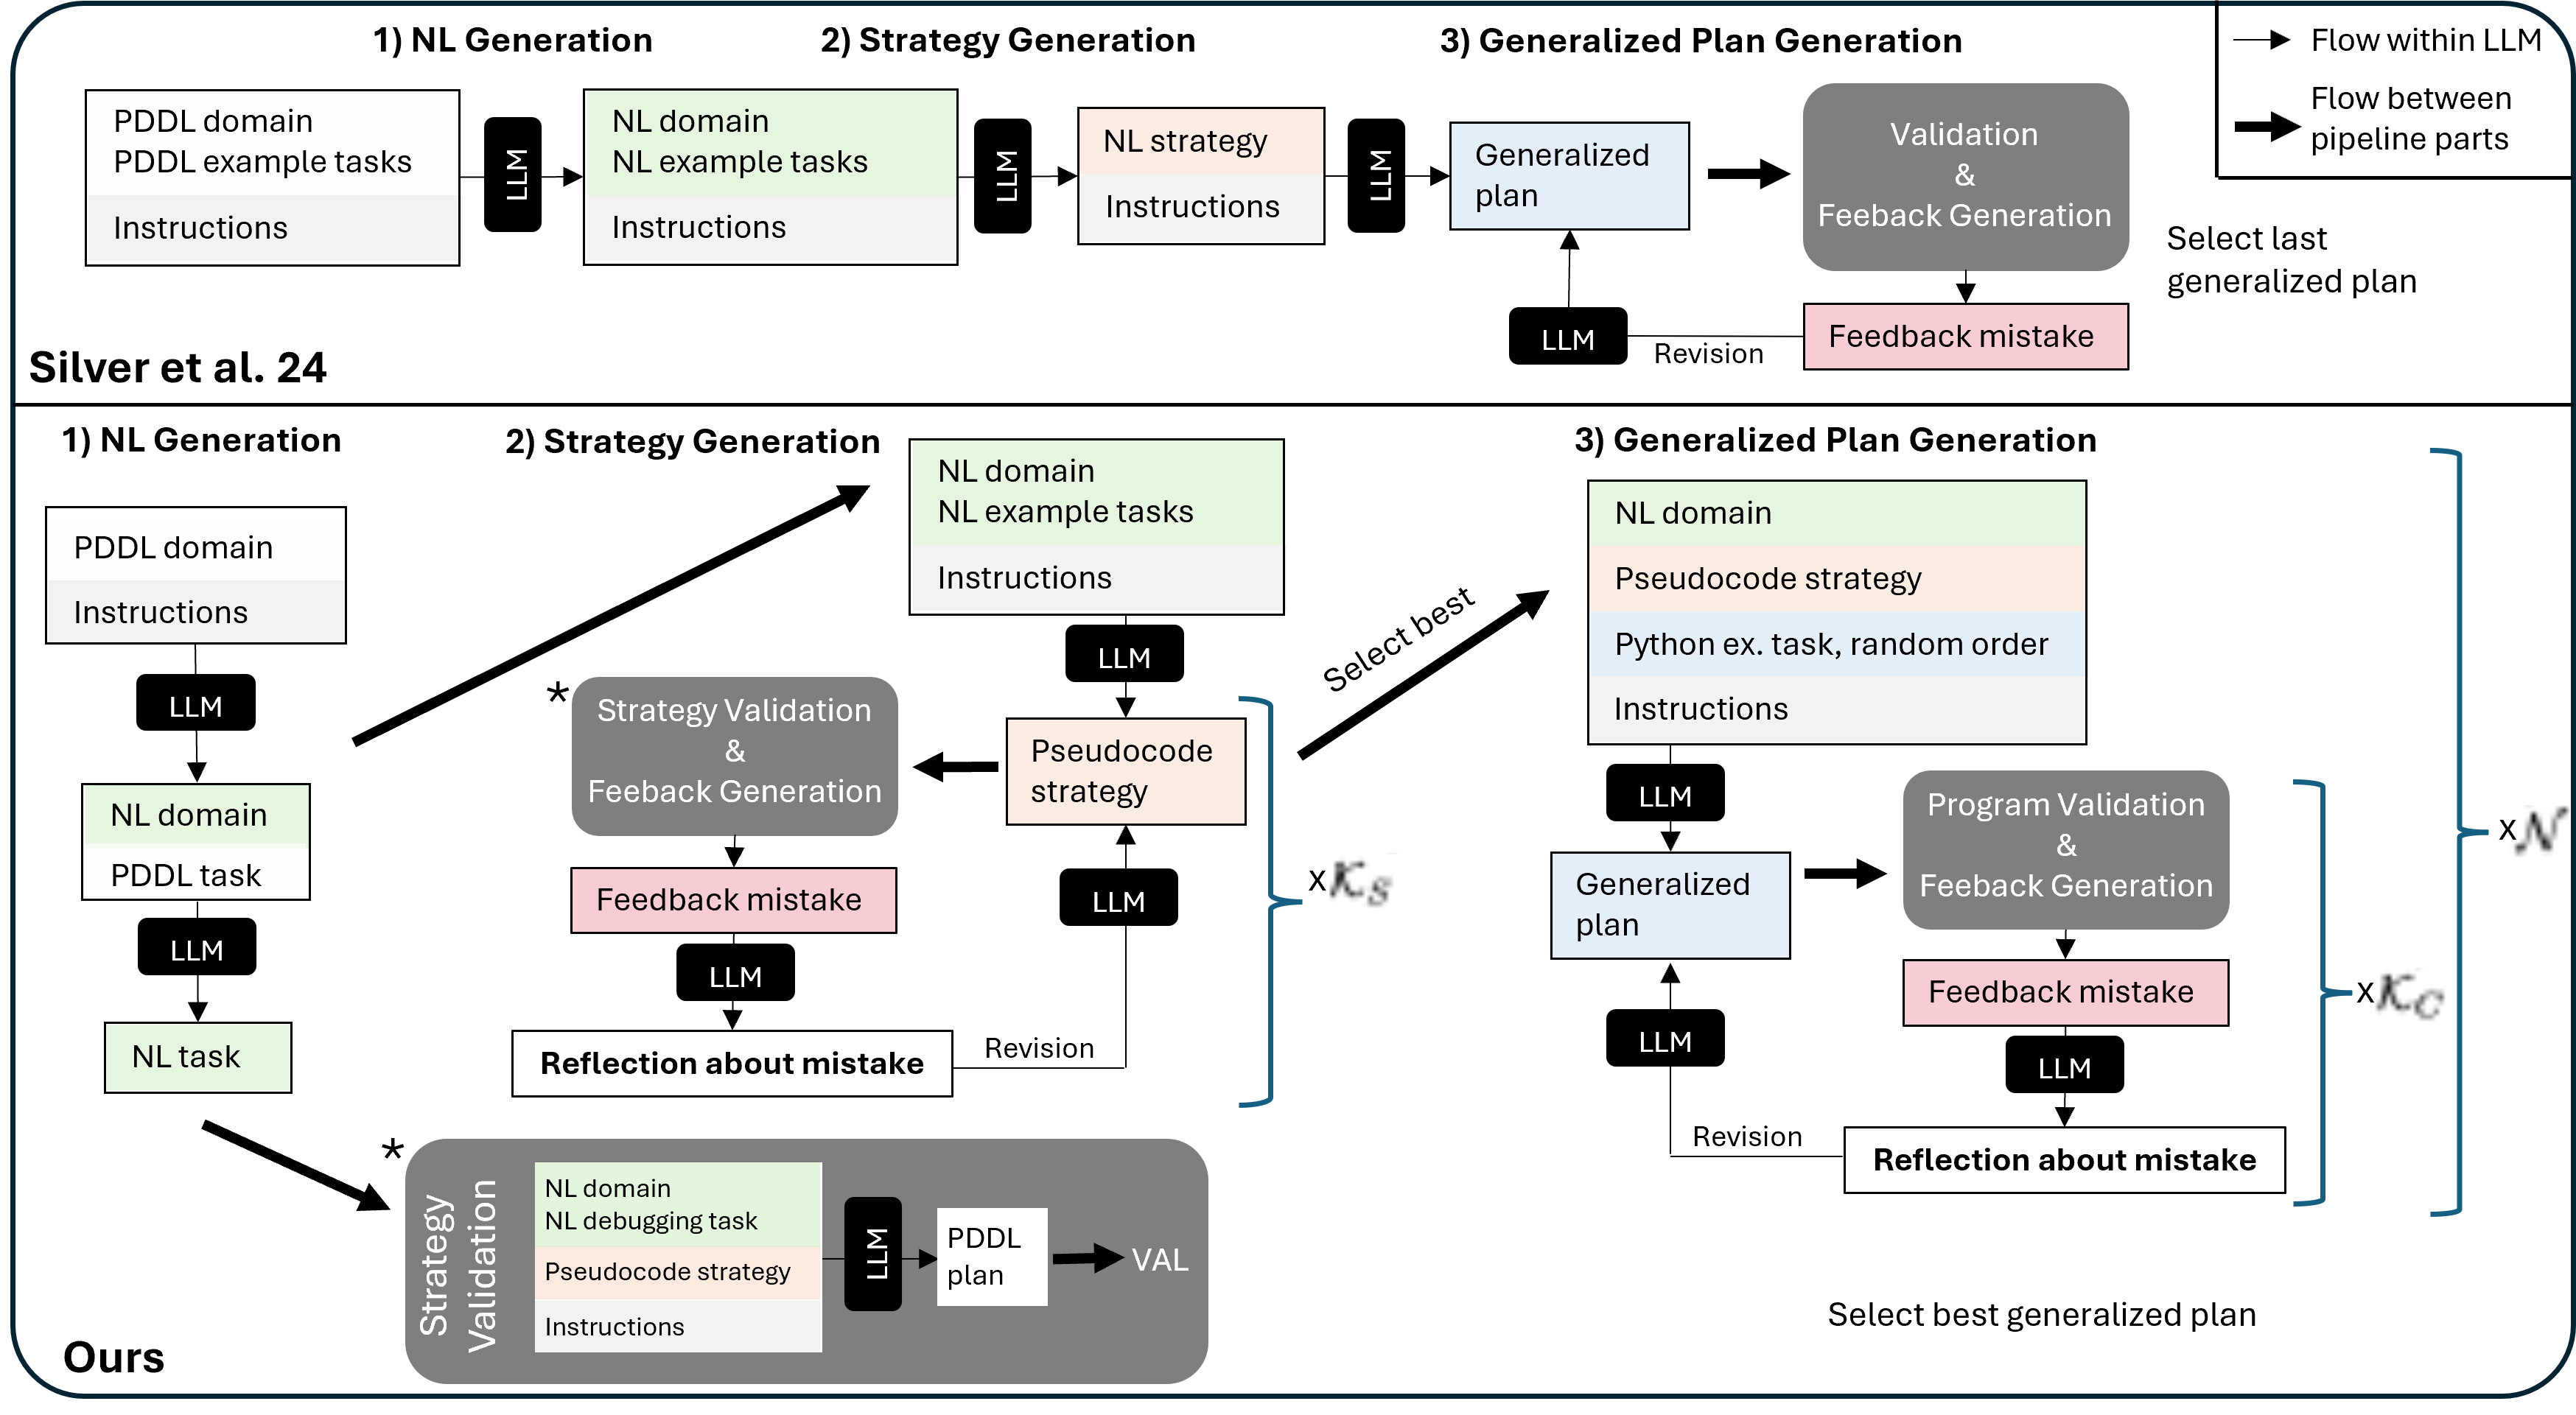 1) NL Generation
2) Strategy Generation
3) Generalized Plan Generation
Flow within LLM
Flow between
pipeline parts
PDDL domain
PDDL example tasks
Instructions
LLM
NL domain
NL example tasks
Instructions
LLM
NL strategy
Instructions
LLM
Generalized
plan
Validation
&
Feeback Generation
Select last
generalized plan
LLM
Revision
Feedback mistake
Silver et al. 24
1) NL Generation
PDDL domain
Instructions
LLM
NL domain
PDDL task
LLM
NL task
2) Strategy Generation
NL domain
NL example tasks
Instructions
LLM
Pseudocode
strategy
*
Strategy Validation
&
Feeback Generation
Feedback mistake
LLM
Reflection about mistake
Revision
LLM
x𝒦_S
Select best
*
Strategy
Validation
NL domain
NL debugging task
Pseudocode strategy
Instructions
LLM
PDDL
plan
VAL
3) Generalized Plan Generation
NL domain
Pseudocode strategy
Python ex. task, random order
Instructions
LLM
Generalized
plan
Program Validation
&
Feeback Generation
Feedback mistake
LLM
Reflection about mistake
Revision
LLM
x𝒦_C
x𝒩
Select best generalized plan
Ours